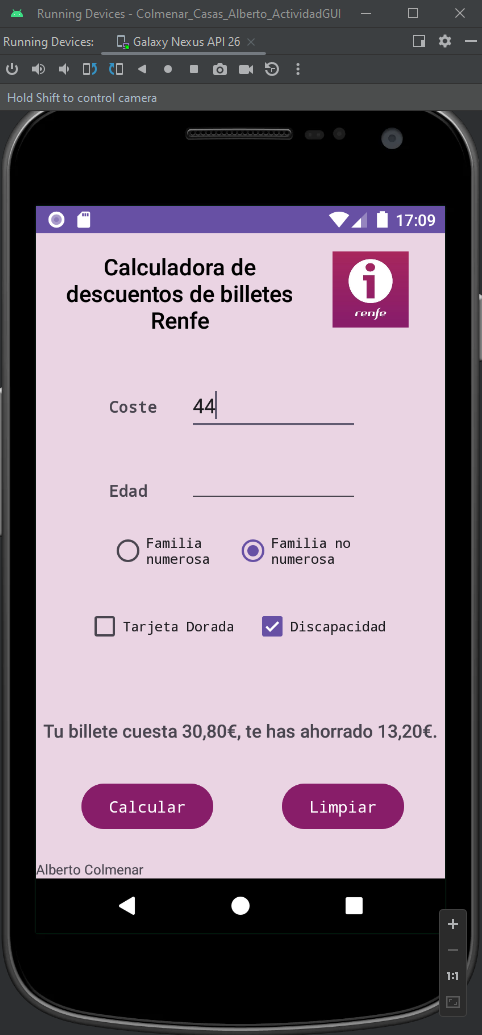 Running Devices - Colmenar_Casas_Alberto_ActividadGUI
Running Devices: Galaxy Nexus API 26
Hold Shift to control camera
17:09
Calculadora de
descuentos de billetes
Renfe
i
renfe
Coste 44
Edad
Familia
numerosa
Familia no
numerosa
Tarjeta Dorada Discapacidad
Tu billete cuesta 30,80€, te has ahorrado 13,20€.
Calcular Limpiar
Alberto Colmenar
1:1